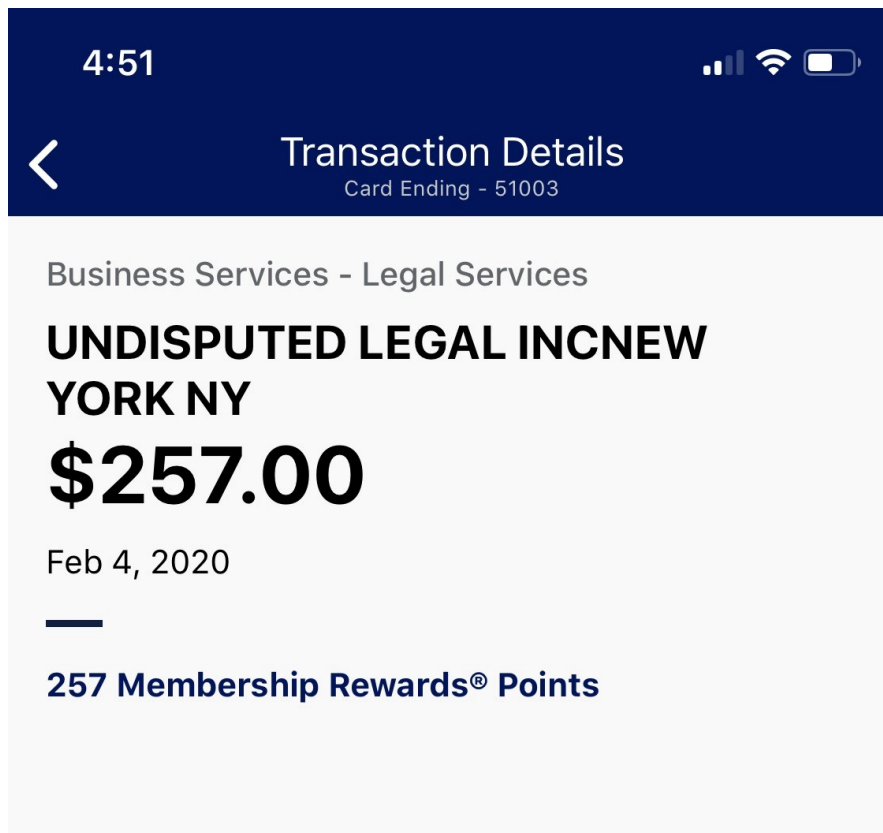 4:51
Transaction Details
Card Ending - 51003
Business Services - Legal Services
UNDISPUTED LEGAL INCNEW
YORK NY
$257.00
Feb 4, 2020
257 Membership Rewards® Points